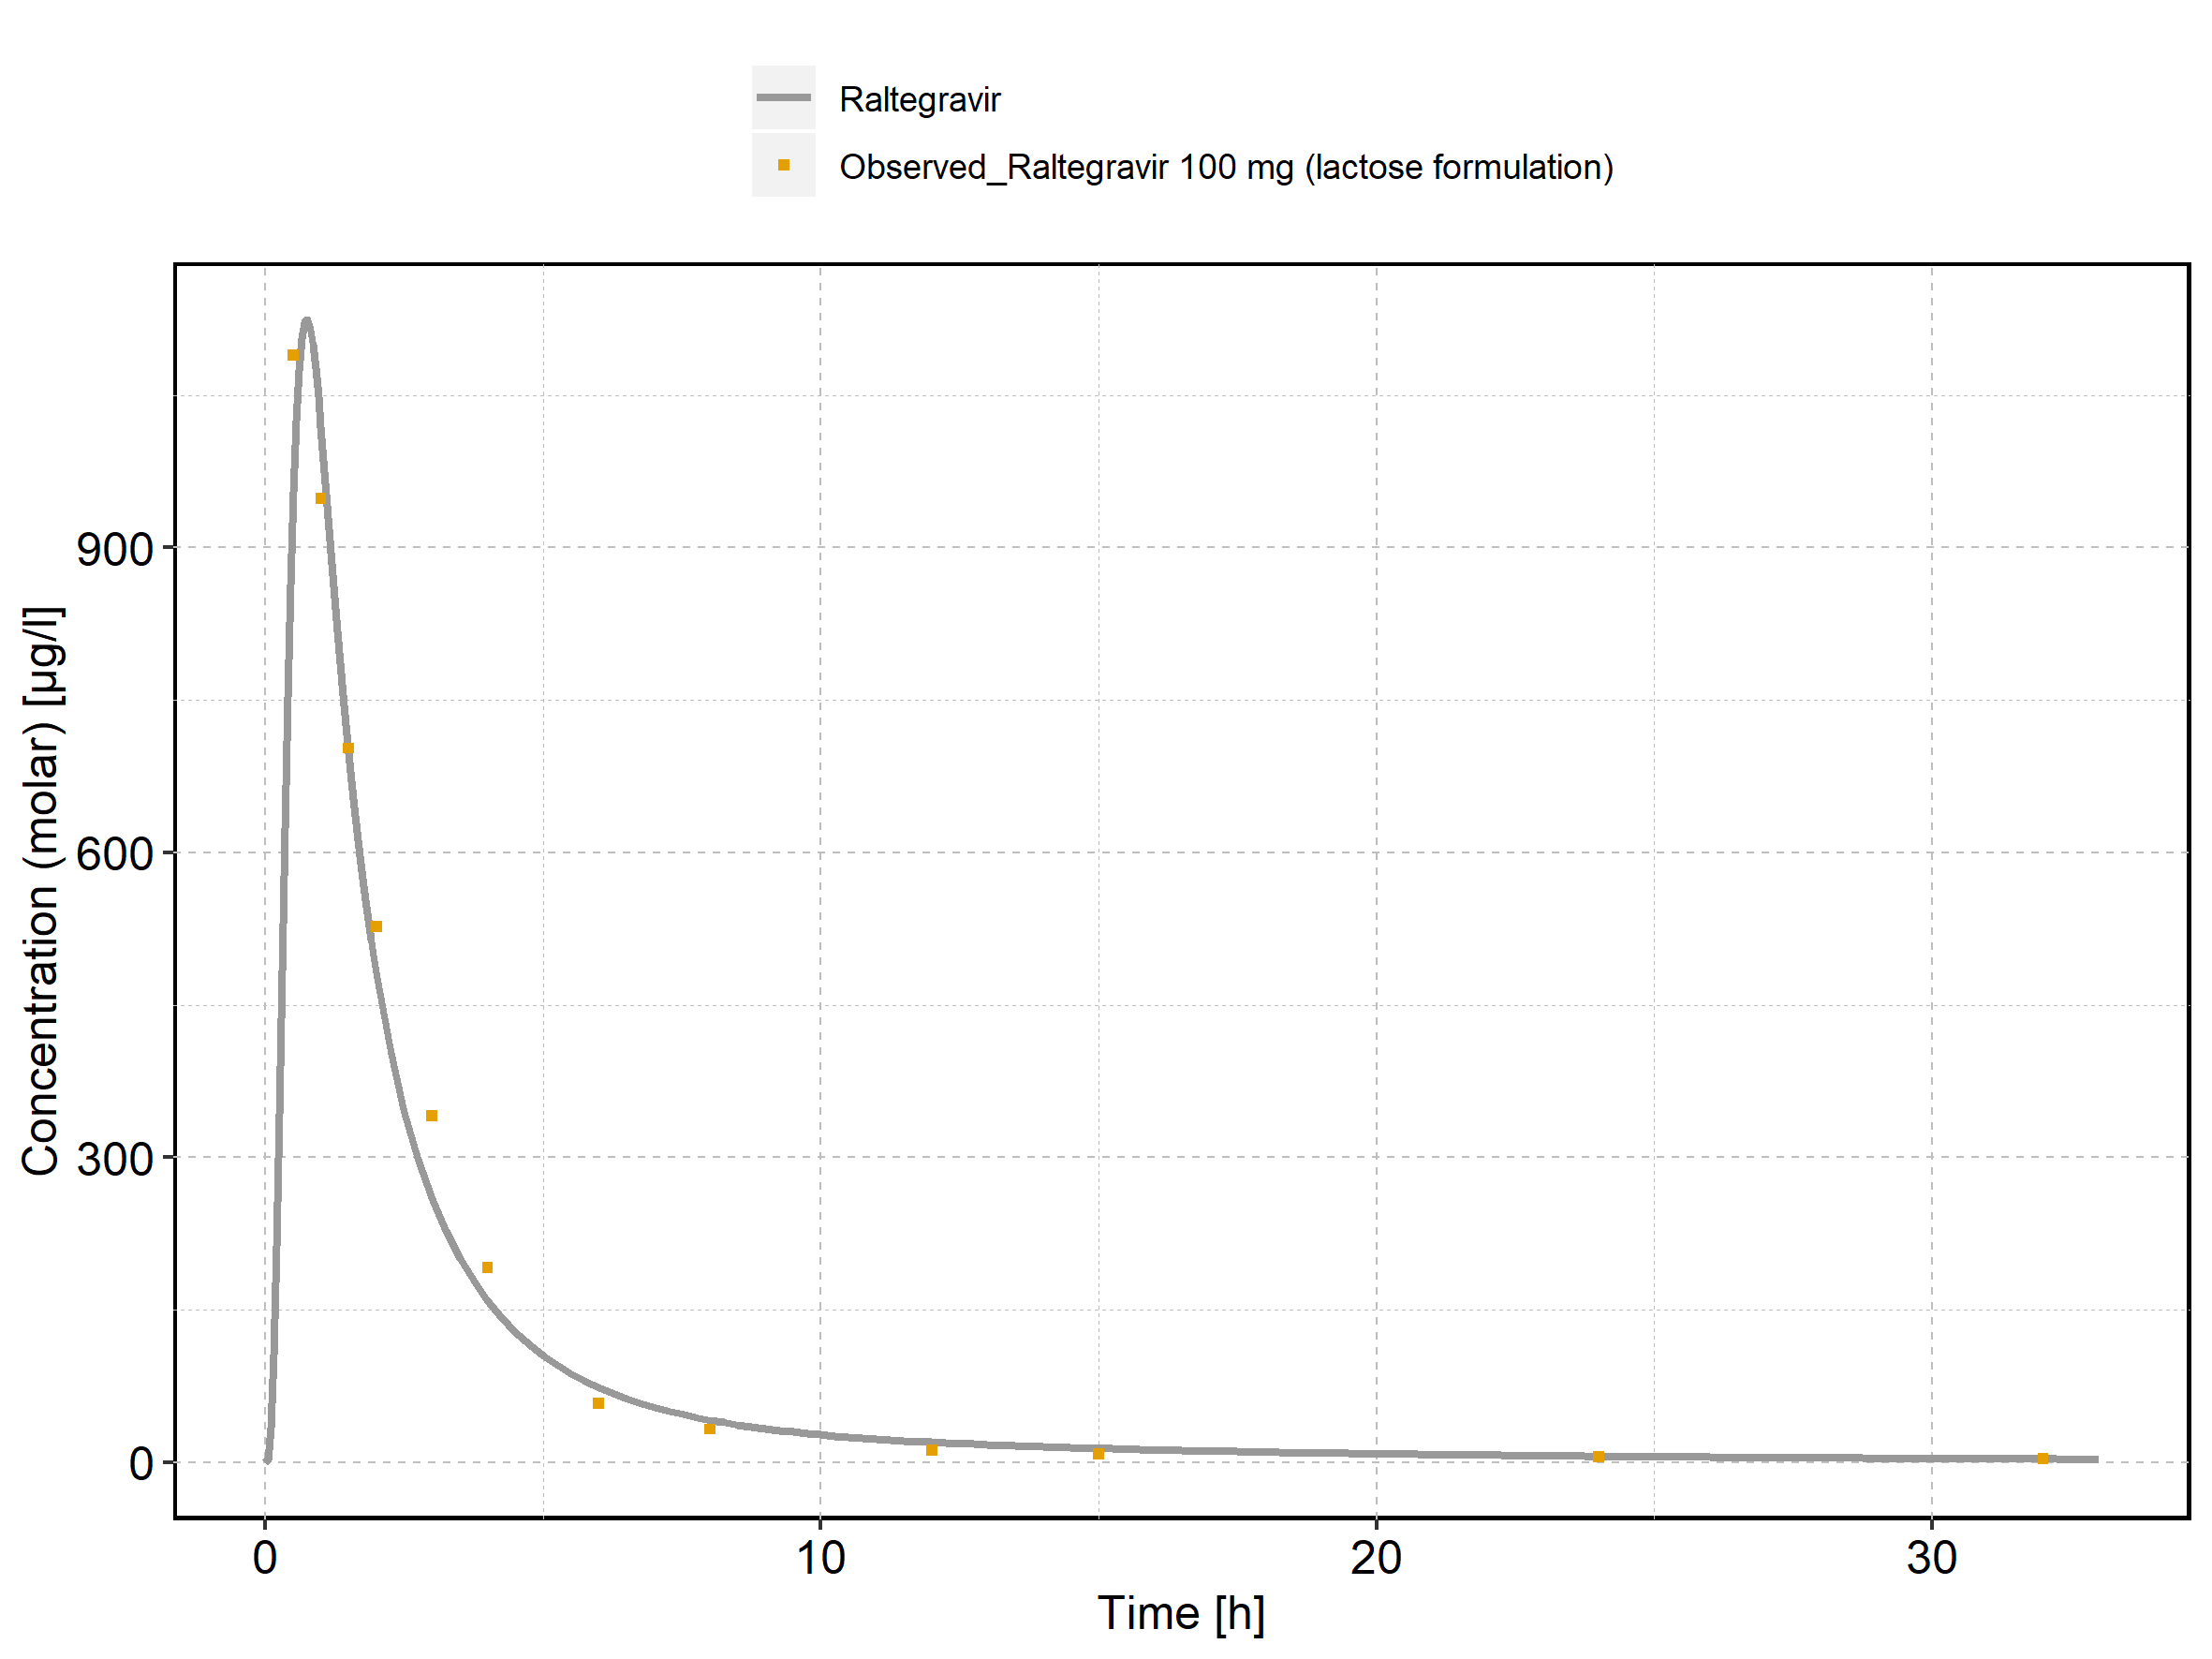 Raltegravir
Observed_Raltegravir 100 mg (lactose formulation)
Concentration (molar) [µg/l]
900
600
300
0
0 10 20 30
Time [h]